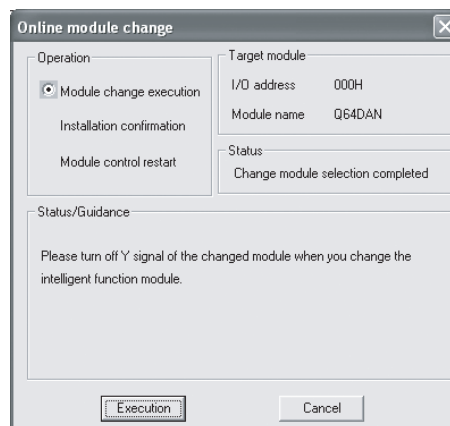 Online module change
Operation
Module change execution
Installation confirmation
Module control restart
Target module
I/O address 000H
Module name Q64DAN
Status
Change module selection completed
Status/Guidance
Please turn off Y signal of the changed module when you change the
intelligent function module.
Execution Cancel